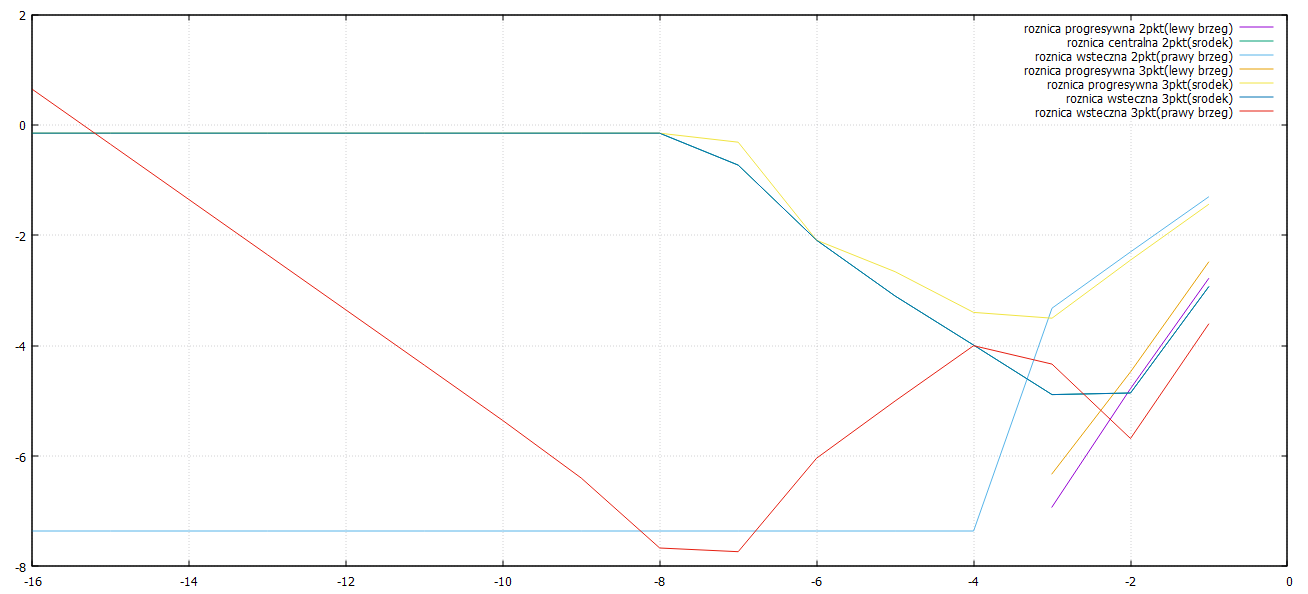 2
0
-2
-4
-6
-8
-16
-14
-12
-10
-8
-6
-4
-2
0
roznica progresywna 2pkt(lewy brzeg)
roznica centralna 2pkt(srodek)
roznica wsteczna 2pkt(prawy brzeg)
roznica progresywna 3pkt(lewy brzeg)
roznica progresywna 3pkt(srodek)
roznica wsteczna 3pkt(srodek)
roznica wsteczna 3pkt(prawy brzeg)